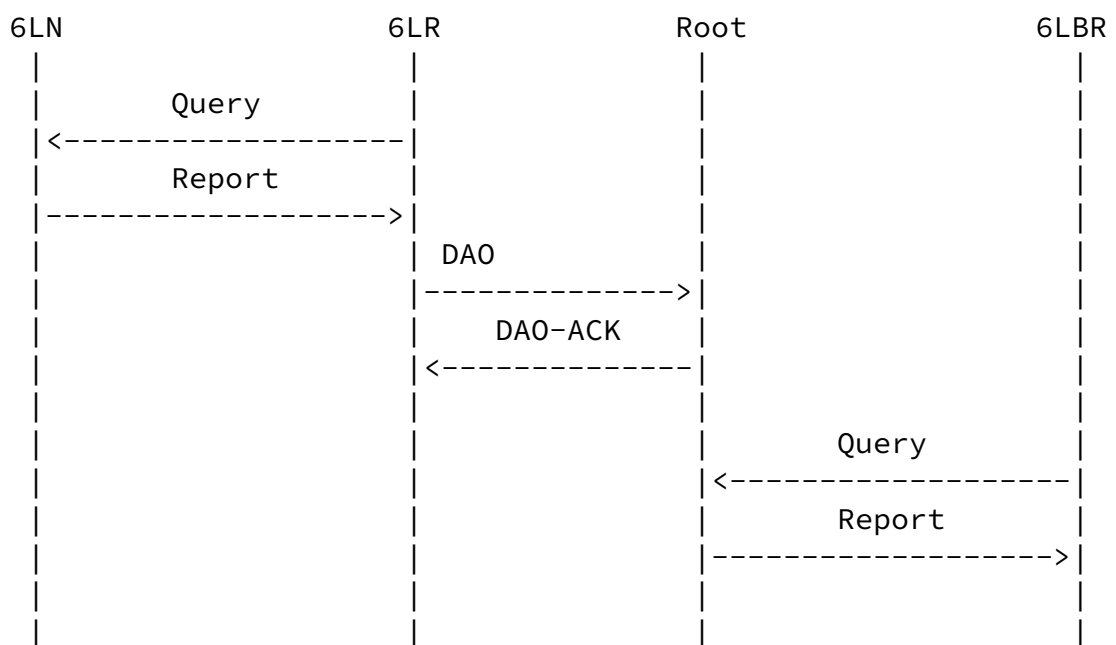 6LN 6LR Root 6LBR
Query
Report
DAO
DAO-ACK
Query
Report